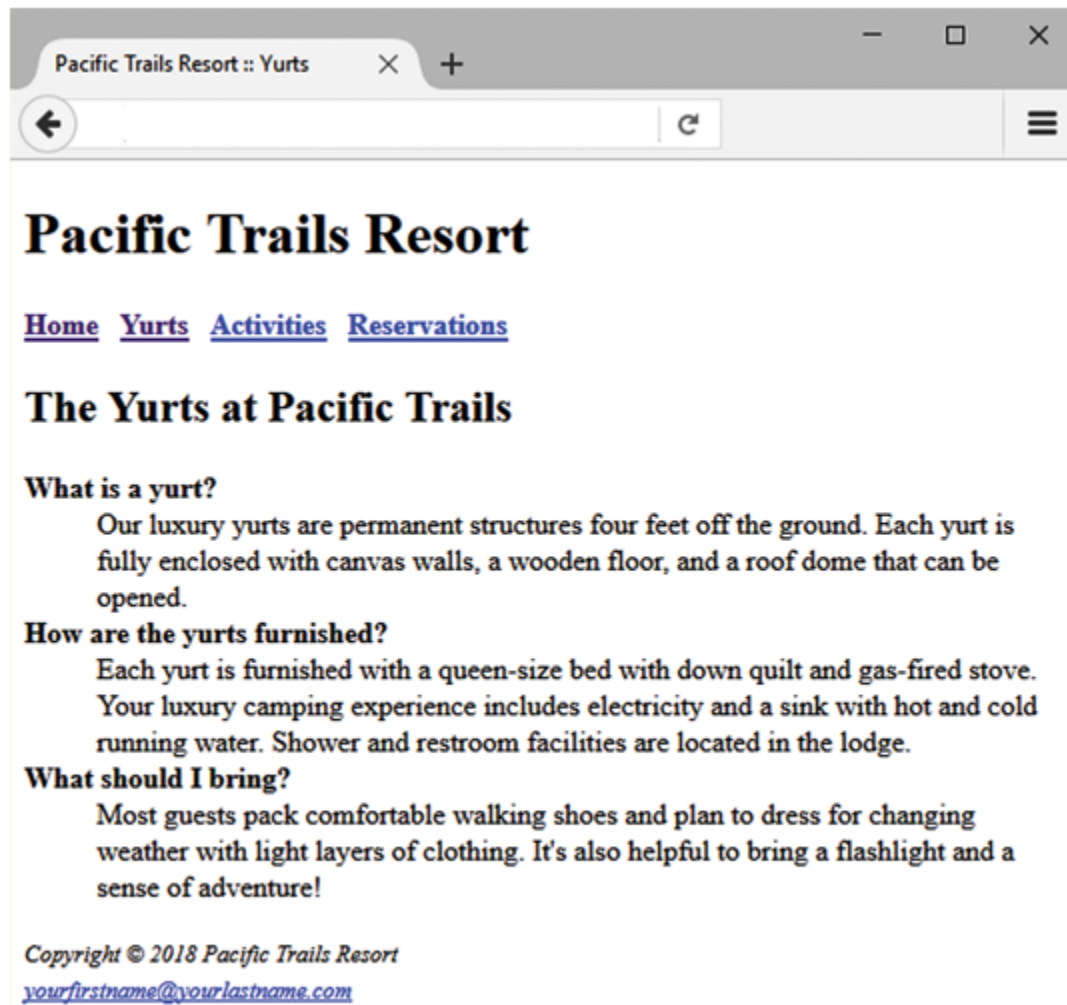 Pacific Trails Resort :: Yurts
Pacific Trails Resort
Home Yurts Activities Reservations
The Yurts at Pacific Trails
What is a yurt?
Our luxury yurts are permanent structures four feet off the ground. Each yurt is
fully enclosed with canvas walls, a wooden floor, and a roof dome that can be
opened.
How are the yurts furnished?
Each yurt is furnished with a queen-size bed with down quilt and gas-fired stove.
Your luxury camping experience includes electricity and a sink with hot and cold
running water. Shower and restroom facilities are located in the lodge.
What should I bring?
Most guests pack comfortable walking shoes and plan to dress for changing
weather with light layers of clothing. It's also helpful to bring a flashlight and a
sense of adventure!
Copyright © 2018 Pacific Trails Resort
yourfirstname@yourlastname.com